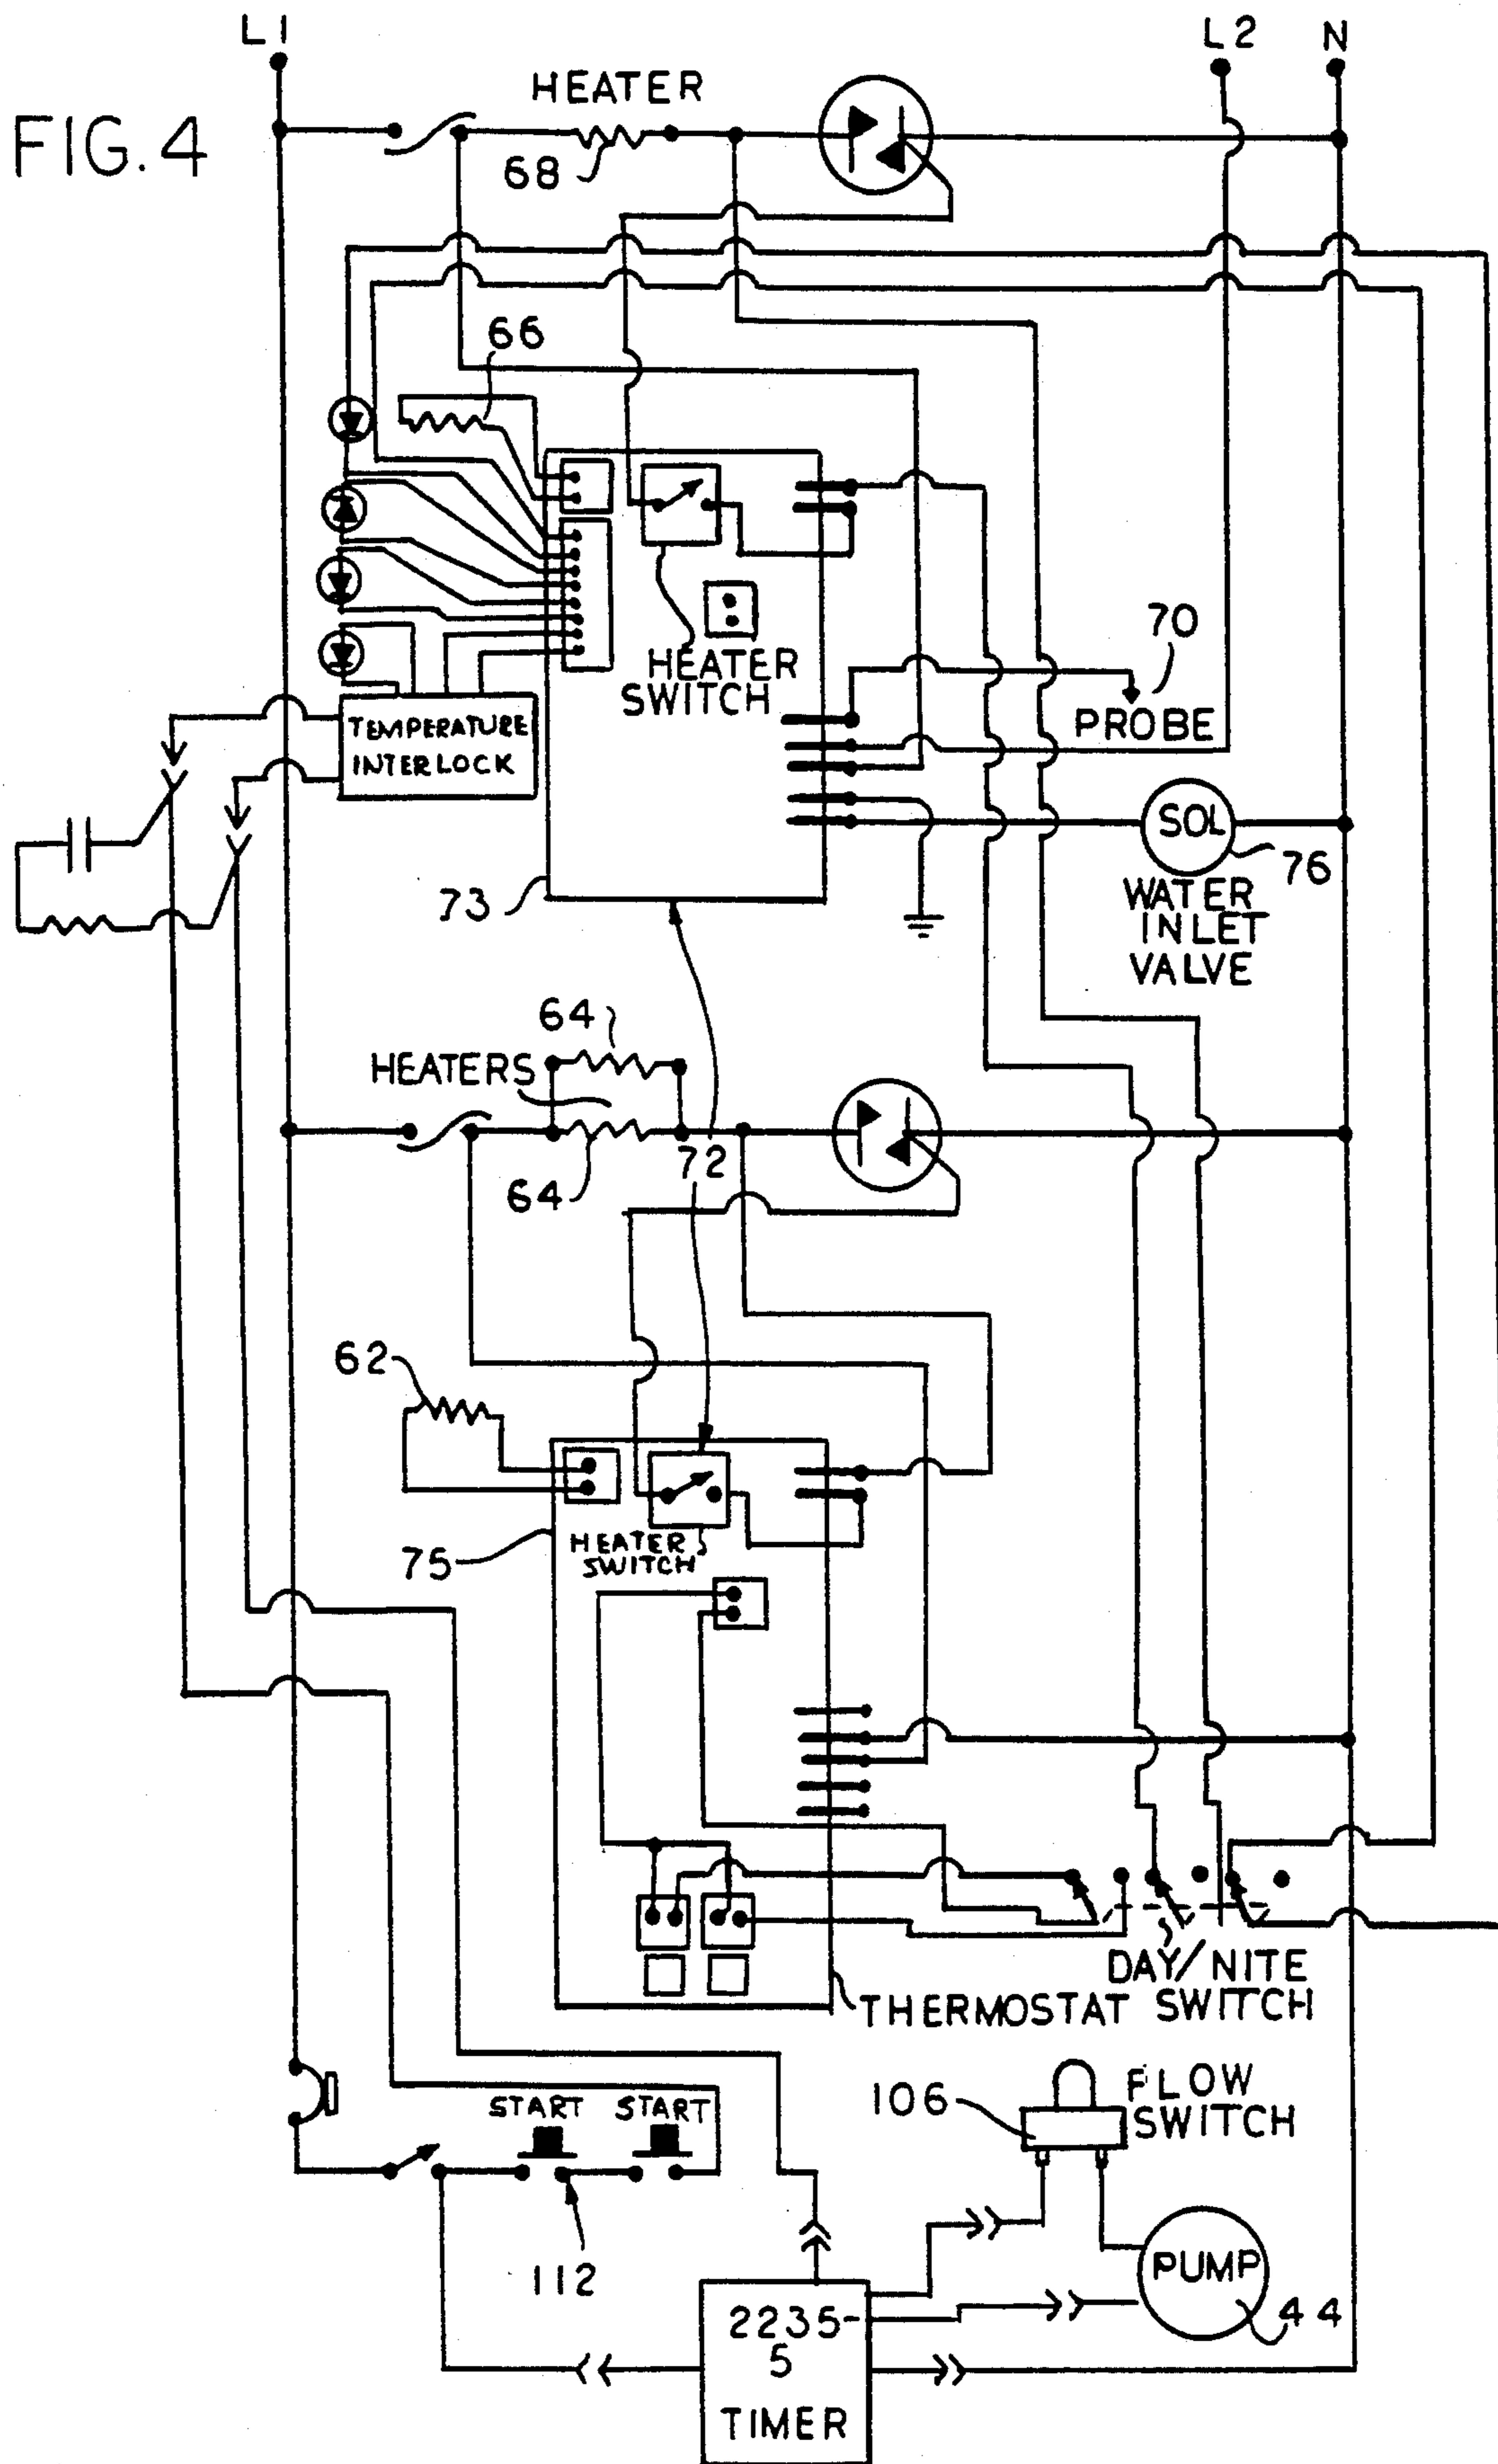 L1
L2
N
FIG. 4
HEATER
68
66
HEATER
SWITCH
70
PROBE
TEMPERATURE
INTERLOCK
SOL
76
WATER
INLET
VALVE
73
64
HEATERS
64
72
62
75
HEATER
SWITCH
DAY/NITE
THERMOSTAT SWITCH
START START
106
FLOW
SWITCH
112
PUMP
44
2235-
5
TIMER